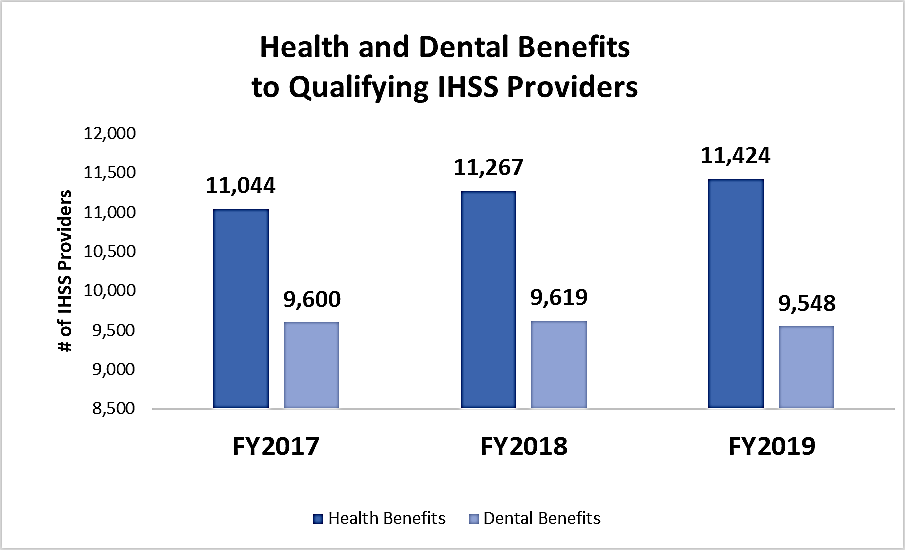 Health and Dental Benefits
to Qualifying IHSS Providers
# of IHSS Providers
12,000
11,500
11,000
10,500
10,000
9,500
9,000
8,500
11,044
9,600
11,267
9,619
11,424
9,548
FY2017
FY2018
FY2019
Health Benefits
Dental Benefits